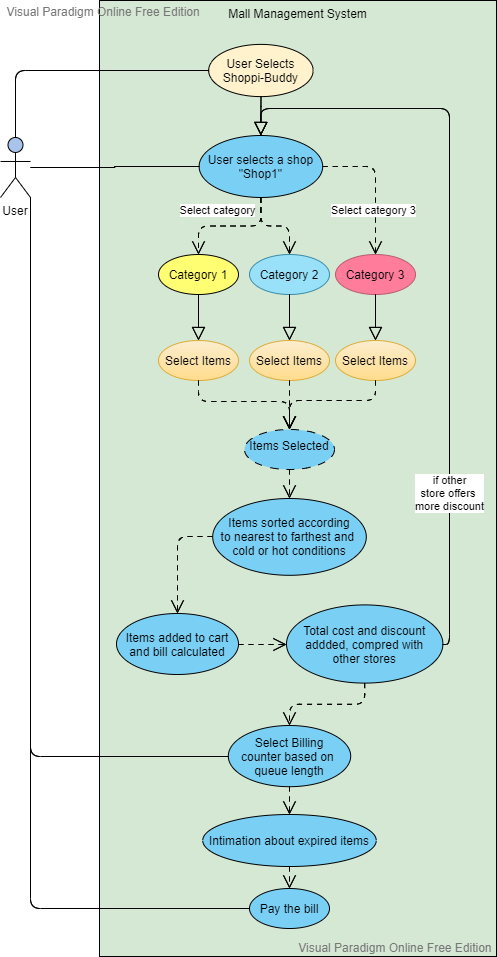 Visual Paradigm Online Free Edition
Mall Management System
User Selects
Shoppi-Buddy
User selects a shop
"Shop1"
User
Select category
Select category 3
Category 1
Category 2
Category 3
Select Items
Select Items
Select Items
Items Selected
if other
store offers
more discount
Items sorted according
to nearest to farthest and
cold or hot conditions
Items added to cart
and bill calculated
Total cost and discount
addded, compred with
other stores
Select Billing
counter based on
queue length
Intimation about expired items
Pay the bill
Visual Paradigm Online Free Edition